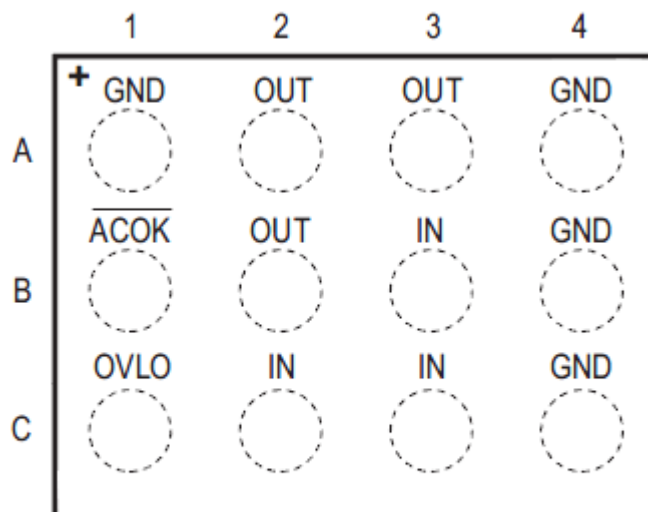 1 2 3 4
+ GND OUT OUT GND
A
ACOK OUT IN GND
B
OVLO IN IN GND
C